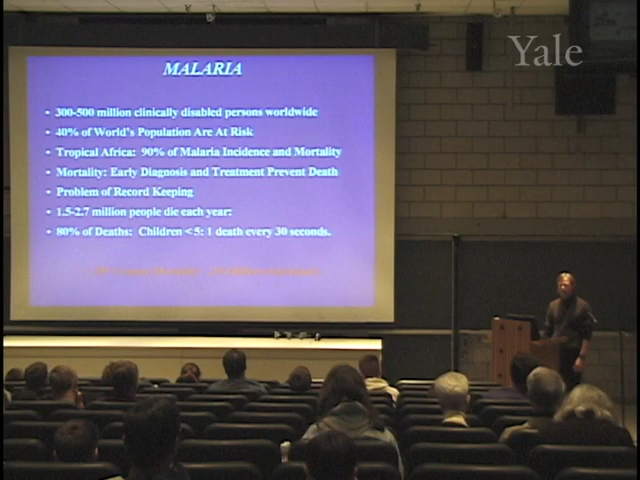 Yale
MALARIA
• 300-500 million clinically disabled persons worldwide
• 40% of World's Population Are At Risk
• Tropical Africa: 90% of Malaria Incidence and Mortality
• Mortality: Early Diagnosis and Treatment Prevent Death
• Problem of Record Keeping
• 1.5-2.7 million people die each year:
• 80% of Deaths: Children < 5: 1 death every 30 seconds.